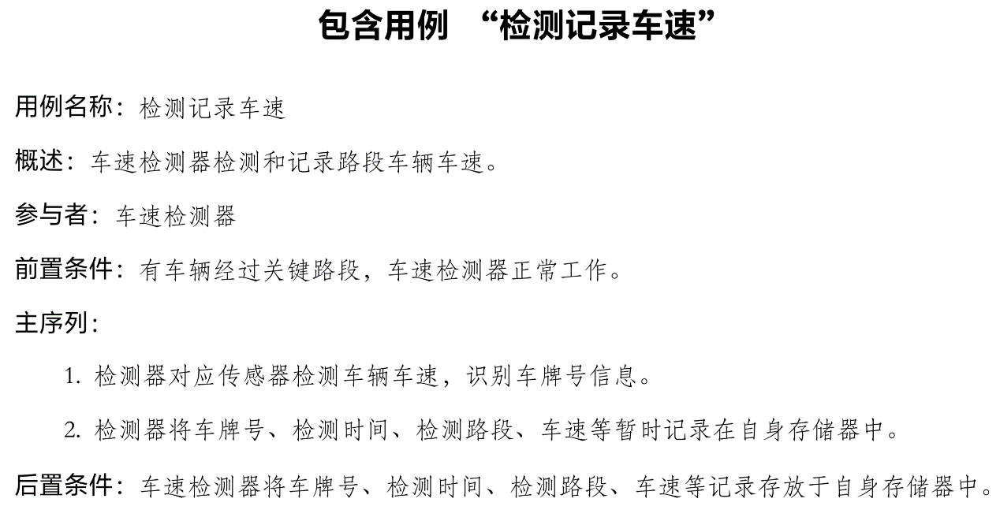 包含用例 “检测记录车速”
用例名称：检测记录车速
概述：车速检测器检测和记录路段车辆车速。
参与者：车速检测器
前置条件：有车辆经过关键路段，车速检测器正常工作。
主序列：
1. 检测器对应传感器检测车辆车速，识别车牌号信息。
2. 检测器将车牌号、检测时间、检测路段、车速等暂时记录在自身存储器中。
后置条件：车速检测器将车牌号、检测时间、检测路段、车速等记录存放于自身存储器中。